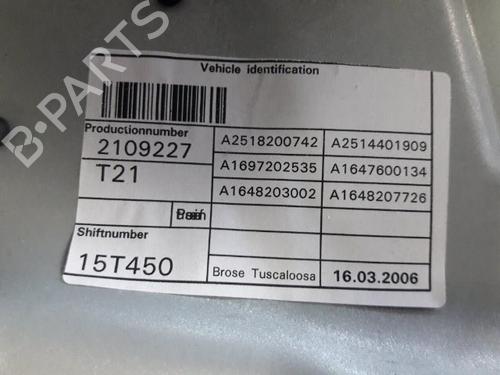 Vehicle identification
Productionnumber
2109227
T21
Shiftnumber
15T450
A2518200742 A2514401909
A1697202535 A1647600134
A1648203002 A1648207726
Brose Tuscaloosa 16.03.2006
B-PARTS